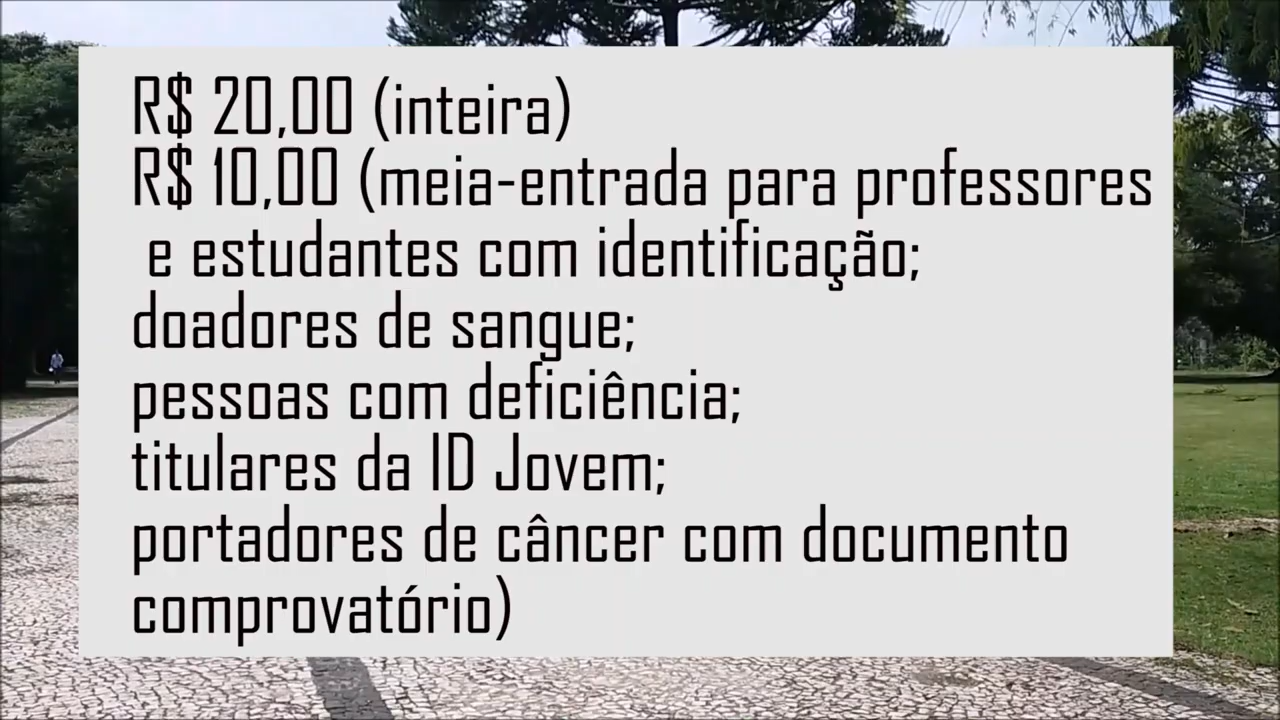 R$ 20,00 (inteira)
R$ 10,00 (meia-entrada para professores
e estudantes com identificação;
doadores de sangue;
pessoas com deficiência;
titulares da ID Jovem;
portadores de câncer com documento
comprovatório)